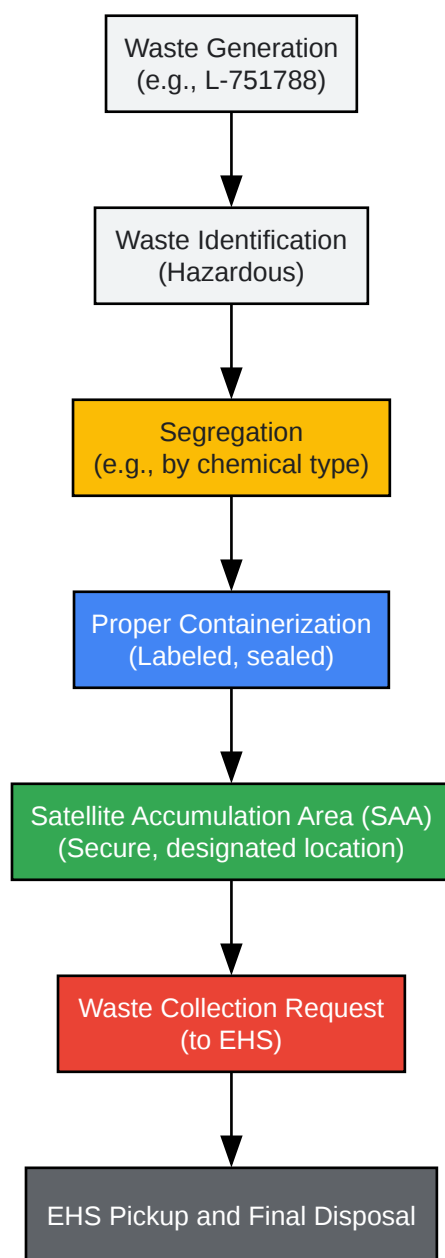 Waste Generation
(e.g., L-751788)
Waste Identification
(Hazardous)
Segregation
(e.g., by chemical type)
Proper Containerization
(Labeled, sealed)
Satellite Accumulation Area (SAA)
(Secure, designated location)
Waste Collection Request
(to EHS)
EHS Pickup and Final Disposal